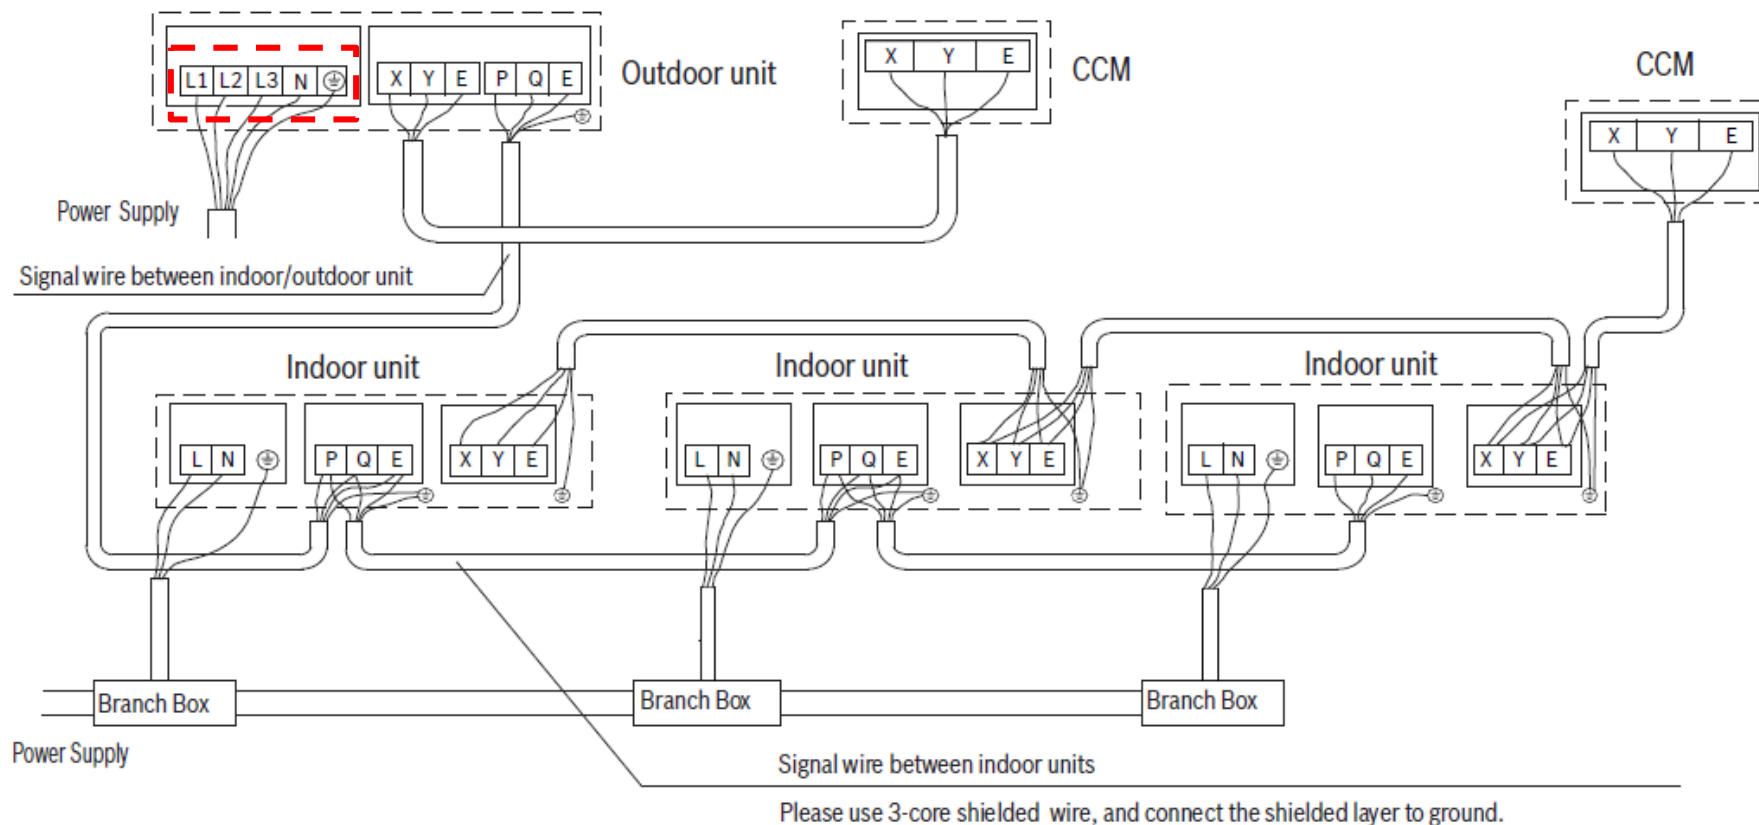 L1 L2 L3 N
X Y E
P Q E
Outdoor unit
X Y E
CCM
CCM
X Y E
Power Supply
Signal wire between indoor/outdoor unit
Indoor unit
Indoor unit
Indoor unit
L N
P Q E
X Y E
L N
P Q E
X Y E
L N
P Q E
X Y E
Branch Box
Branch Box
Branch Box
Power Supply
Signal wire between indoor units
Please use 3-core shielded wire, and connect the shielded layer to ground.